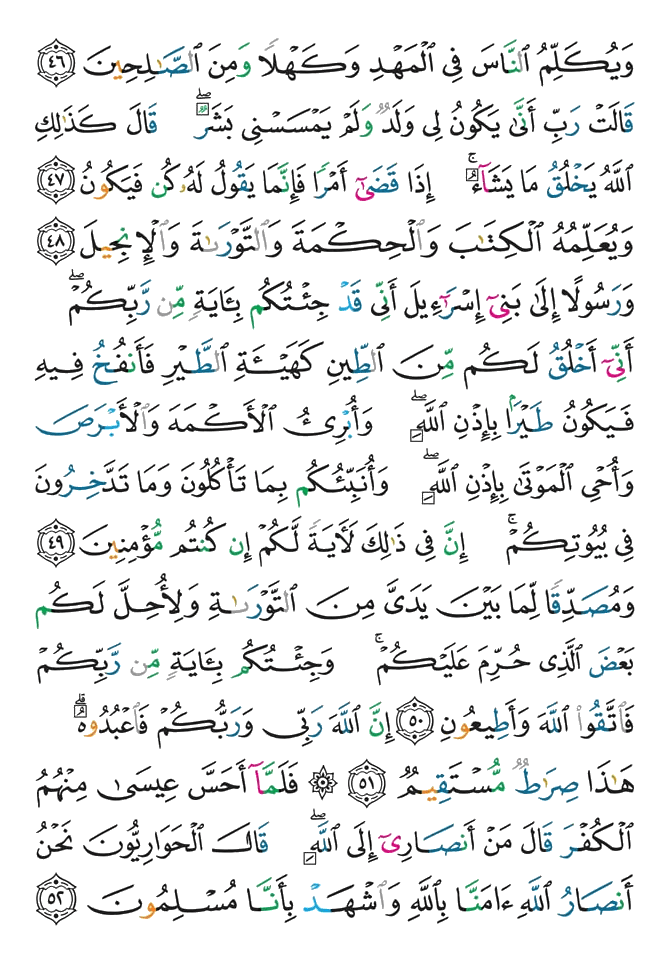 وَيُكَلِّمُ ٱلنَّاسَ فِى ٱلْمَهْدِ وَكَهْلًا وَمِنَ ٱلصَّٰلِحِينَ ٤٦
قَالَتْ رَبِّ أَنَّىٰ يَكُونُ لِى وَلَدٌ وَلَمْ يَمْسَسْنِى بَشَرٌ ۖ قَالَ كَذَٰلِكِ
ٱللَّهُ يَخْلُقُ مَا يَشَآءُ ۚ إِذَا قَضَىٰٓ أَمْرًا فَإِنَّمَا يَقُولُ لَهُۥ كُن فَيَكُونُ ٤٧
وَيُعَلِّمُهُ ٱلْكِتَٰبَ وَٱلْحِكْمَةَ وَٱلتَّوْرَىٰةَ وَٱلْإِنجِيلَ ٤٨
وَرَسُولًا إِلَىٰ بَنِىٓ إِسْرَٰٓءِيلَ أَنِّى قَدْ جِئْتُكُم بِـَٔايَةٍ مِّن رَّبِّكُمْ ۖ
أَنِّىٓ أَخْلُقُ لَكُم مِّنَ ٱلطِّينِ كَهَيْـَٔةِ ٱلطَّيْرِ فَأَنفُخُ فِيهِ
فَيَكُونُ طَيْرًۢا بِإِذْنِ ٱللَّهِ ۖ وَأُبْرِئُ ٱلْأَكْمَهَ وَٱلْأَبْرَصَ
وَأُحْىِ ٱلْمَوْتَىٰ بِإِذْنِ ٱللَّهِ ۖ وَأُنَبِّئُكُم بِمَا تَأْكُلُونَ وَمَا تَدَّخِرُونَ
فِى بُيُوتِكُمْ ۚ إِنَّ فِى ذَٰلِكَ لَـَٔايَةً لَّكُمْ إِن كُنتُم مُّؤْمِنِينَ ٤٩
وَمُصَدِّقًا لِّمَا بَيْنَ يَدَىَّ مِنَ ٱلتَّوْرَىٰةِ وَلِأُحِلَّ لَكُم
بَعْضَ ٱلَّذِى حُرِّمَ عَلَيْكُمْ ۚ وَجِئْتُكُم بِـَٔايَةٍ مِّن رَّبِّكُمْ
فَٱتَّقُوا۟ ٱللَّهَ وَأَطِيعُونِ ٥٠ إِنَّ ٱللَّهَ رَبِّى وَرَبُّكُمْ فَٱعْبُدُوهُ ۗ
هَٰذَا صِرَٰطٌ مُّسْتَقِيمٌ ٥١ ۞ فَلَمَّآ أَحَسَّ عِيسَىٰ مِنْهُمُ
ٱلْكُفْرَ قَالَ مَنْ أَنصَارِىٓ إِلَى ٱللَّهِ ۖ قَالَ ٱلْحَوَارِيُّونَ نَحْنُ
أَنصَارُ ٱللَّهِ ءَامَنَّا بِٱللَّهِ وَٱشْهَدْ بِأَنَّا مُسْلِمُونَ ٥٢